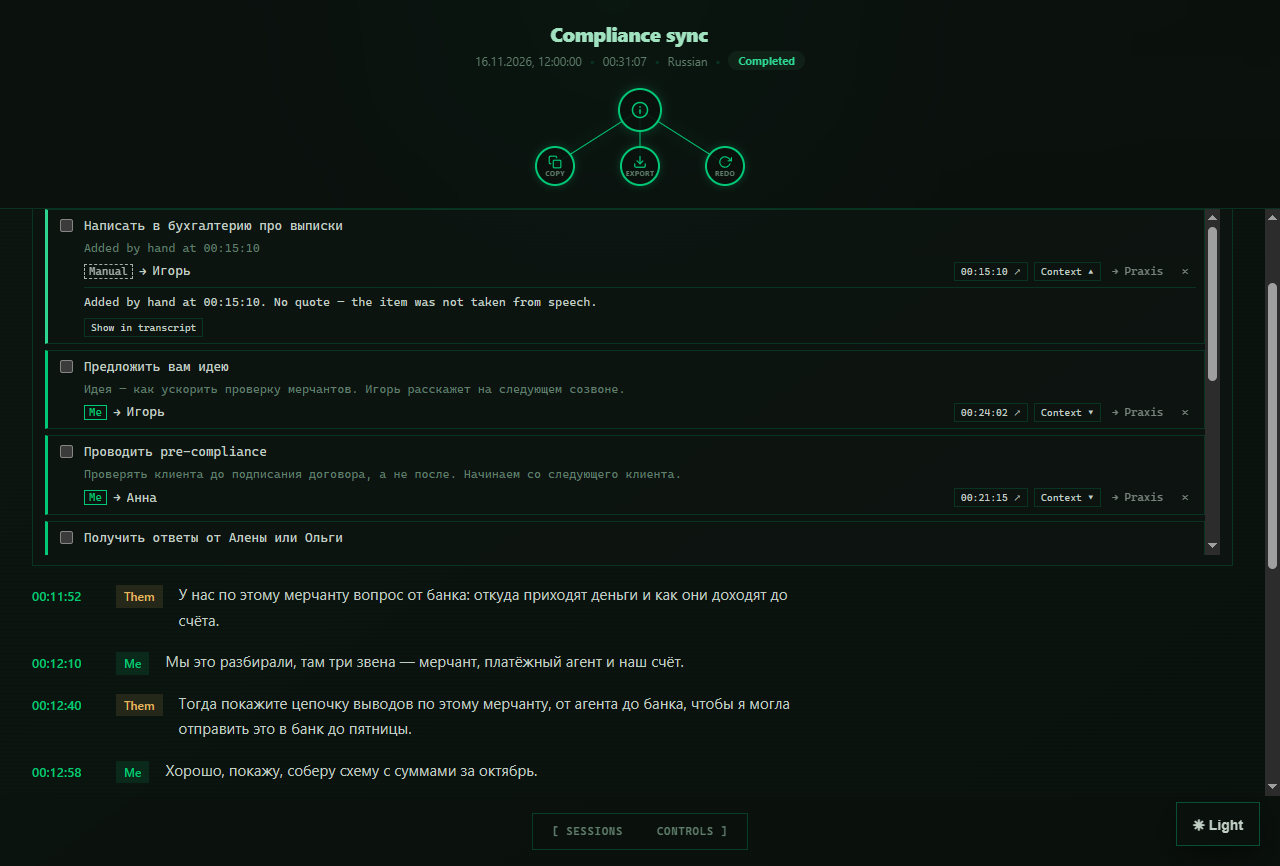 Compliance sync
16.11.2026, 12:00:00 • 00:31:07 • Russian • Completed
COPY
EXPORT
REDO
Написать в бухгалтерию про выписки
Added by hand at 00:15:10
Manual → Игорь 00:15:10 ↗ Context ▲ → Praxis ×
Added by hand at 00:15:10. No quote — the item was not taken from speech.
Show in transcript
Предложить вам идею
Идея — как ускорить проверку мерчантов. Игорь расскажет на следующем созвоне.
Me → Игорь 00:24:02 ↗ Context ▼ → Praxis ×
Проводить pre-compliance
Проверять клиента до подписания договора, а не после. Начинаем со следующего клиента.
Me → Анна 00:21:15 ↗ Context ▼ → Praxis ×
Получить ответы от Алены или Ольги
00:11:52 Them У нас по этому мерчанту вопрос от банка: откуда приходят деньги и как они доходят до
счёта.
00:12:10 Me Мы это разбирали, там три звена — мерчант, платёжный агент и наш счёт.
00:12:40 Them Тогда покажите цепочку выводов по этому мерчанту, от агента до банка, чтобы я могла
отправить это в банк до пятницы.
00:12:58 Me Хорошо, покажу, соберу схему с суммами за октябрь.
[ SESSIONS CONTROLS ]
Light